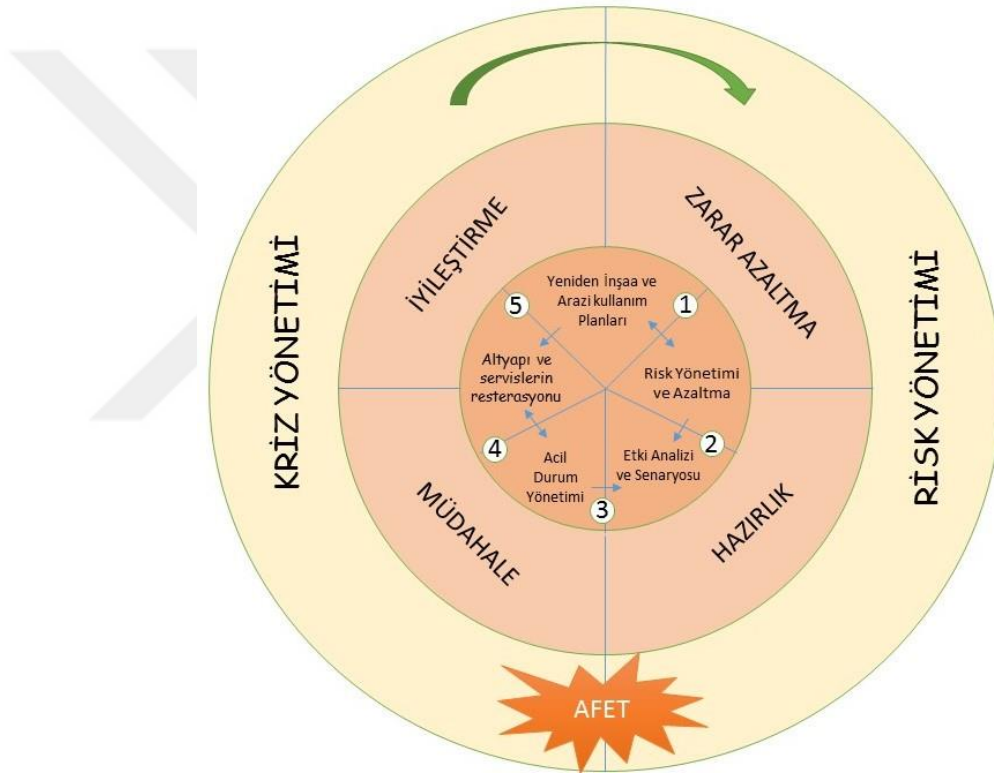 KRİZ YÖNETİMİ
RİSK YÖNETİMİ
İYİLEŞTİRME
ZARAR AZALTMA
MÜDAHALE
HAZIRLIK
Yeniden İnşaa ve
Arazi kullanım
Planları
1
Risk Yönetimi
ve Azaltma
2
Etki Analizi
ve Senaryosu
3
Acil
Durum
Yönetimi
4
Altyapı ve
servislerin
resterasyonu
5
AFET